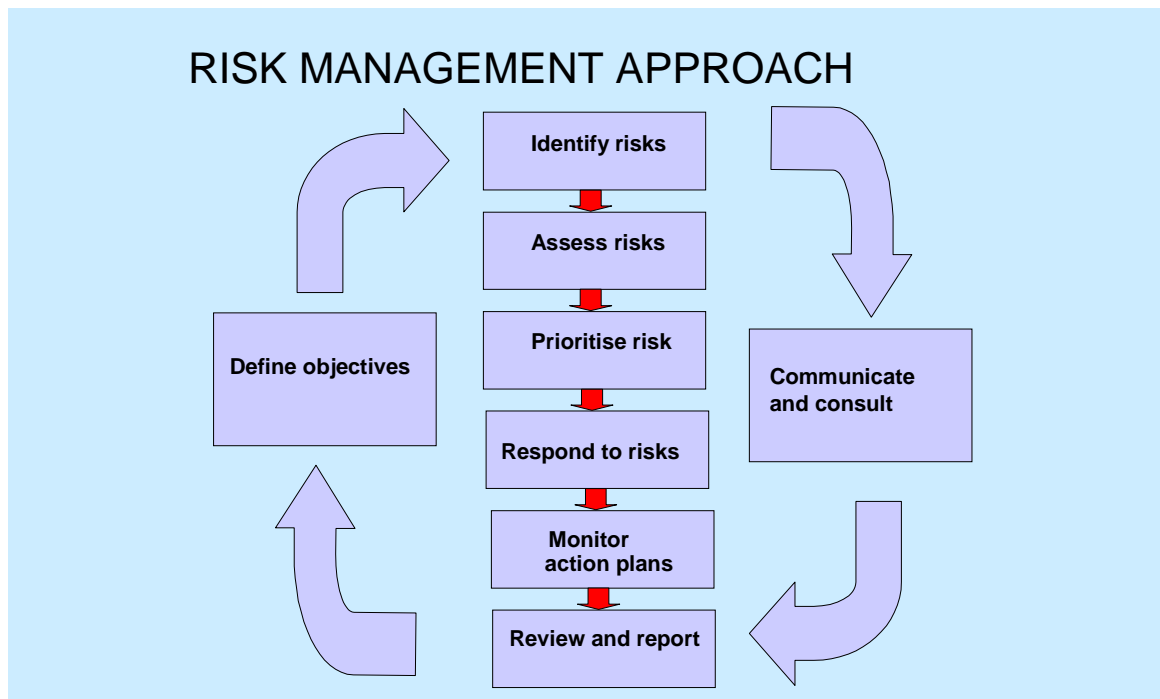 RISK MANAGEMENT APPROACH
Identify risks
Assess risks
Prioritise risk
Define objectives
Communicate
and consult
Respond to risks
Monitor
action plans
Review and report